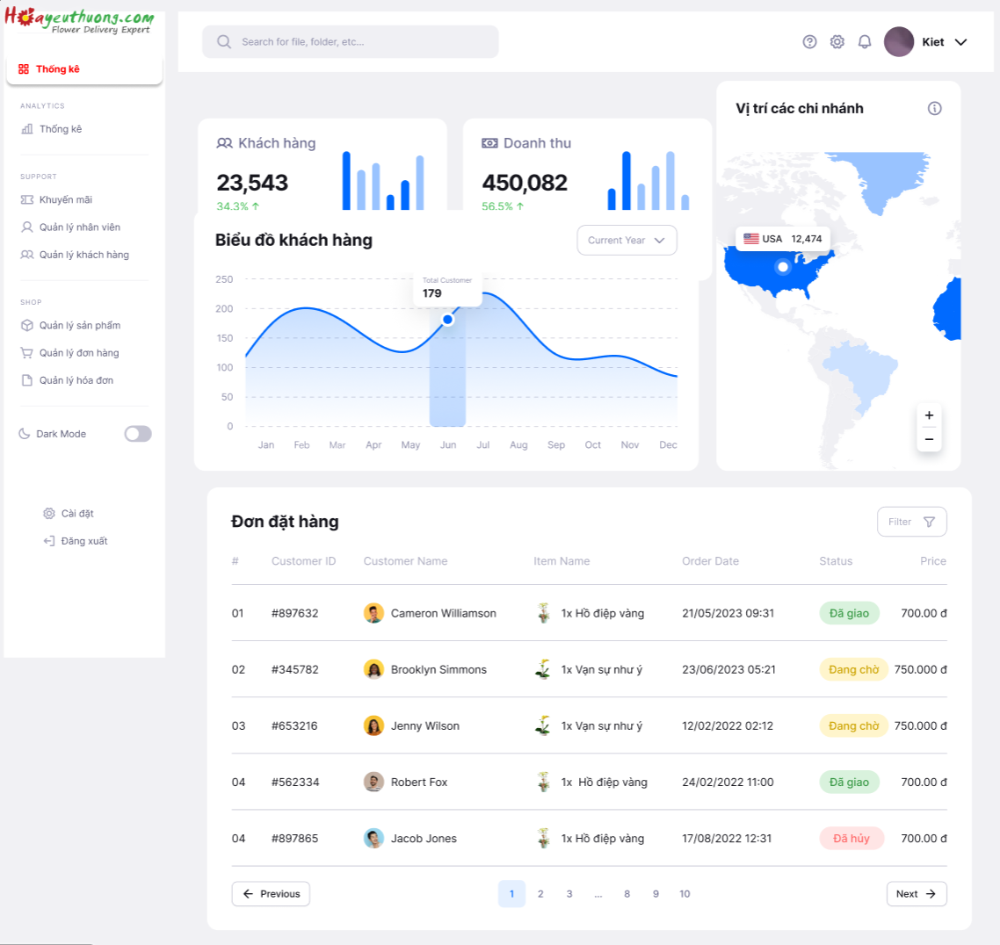 Hoayeuthuong.com
Flower Delivery Expert
Thống kê
ANALYTICS
Thống kê
SUPPORT
Khuyến mãi
Quản lý nhân viên
Quản lý khách hàng
SHOP
Quản lý sản phẩm
Quản lý đơn hàng
Quản lý hóa đơn
Dark Mode
Cài đặt
Đăng xuất
Search for file, folder, etc...
Kiet
Khách hàng
23,543
34.3% ↑
Doanh thu
450,082
56.5% ↑
Vị trí các chi nhánh
USA 12,474
+
−
Biểu đồ khách hàng
Current Year
Total Customer
179
250
200
150
100
50
0
Jan Feb Mar Apr May Jun Jul Aug Sep Oct Nov Dec
Đơn đặt hàng
Filter
# Customer ID Customer Name Item Name Order Date Status Price
01 #897632 Cameron Williamson 1x Hồ điệp vàng 21/05/2023 09:31 Đã giao 700.00 đ
02 #345782 Brooklyn Simmons 1x Vạn sự như ý 23/06/2023 05:21 Đang chờ 750.000 đ
03 #653216 Jenny Wilson 1x Vạn sự như ý 12/02/2022 02:12 Đang chờ 750.000 đ
04 #562334 Robert Fox 1x Hồ điệp vàng 24/02/2022 11:00 Đã giao 700.00 đ
04 #897865 Jacob Jones 1x Hồ điệp vàng 17/08/2022 12:31 Đã hủy 700.00 đ
← Previous 1 2 3 ... 8 9 10 Next →